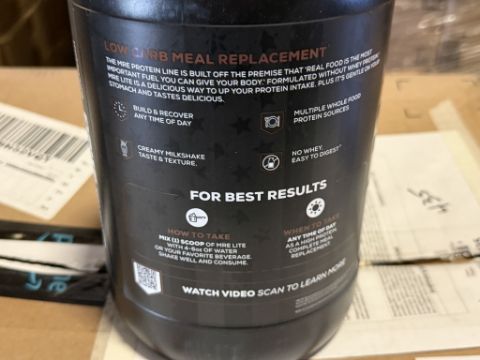 LOW CARB MEAL REPLACEMENT
THE MRE PROTEIN LINE IS BUILT OFF THE PREMISE THAT 'REAL FOOD IS THE MOST
IMPORTANT FUEL YOU CAN GIVE YOUR BODY.' FORMULATED WITHOUT WHEY PROTEIN,
MRE LITE IS A DELICIOUS WAY TO UP YOUR PROTEIN INTAKE. PLUS IT'S GENTLE ON YOUR
STOMACH AND TASTES DELICIOUS.
BUILD & RECOVER
ANY TIME OF DAY
MULTIPLE WHOLE FOOD
PROTEIN SOURCES
CREAMY MILKSHAKE
TASTE & TEXTURE.
NO WHEY.
EASY TO DIGEST*
FOR BEST RESULTS
HOW TO TAKE
MIX (1) SCOOP OF MRE LITE
WITH 4-8oz OF WATER
OR YOUR FAVORITE BEVERAGE.
SHAKE WELL AND CONSUME.
WHEN TO TAKE
ANY TIME OF DAY
AS A HIGH PROTEIN,
COMPLETE MEAL
REPLACEMENT
WATCH VIDEO SCAN TO LEARN MORE
435